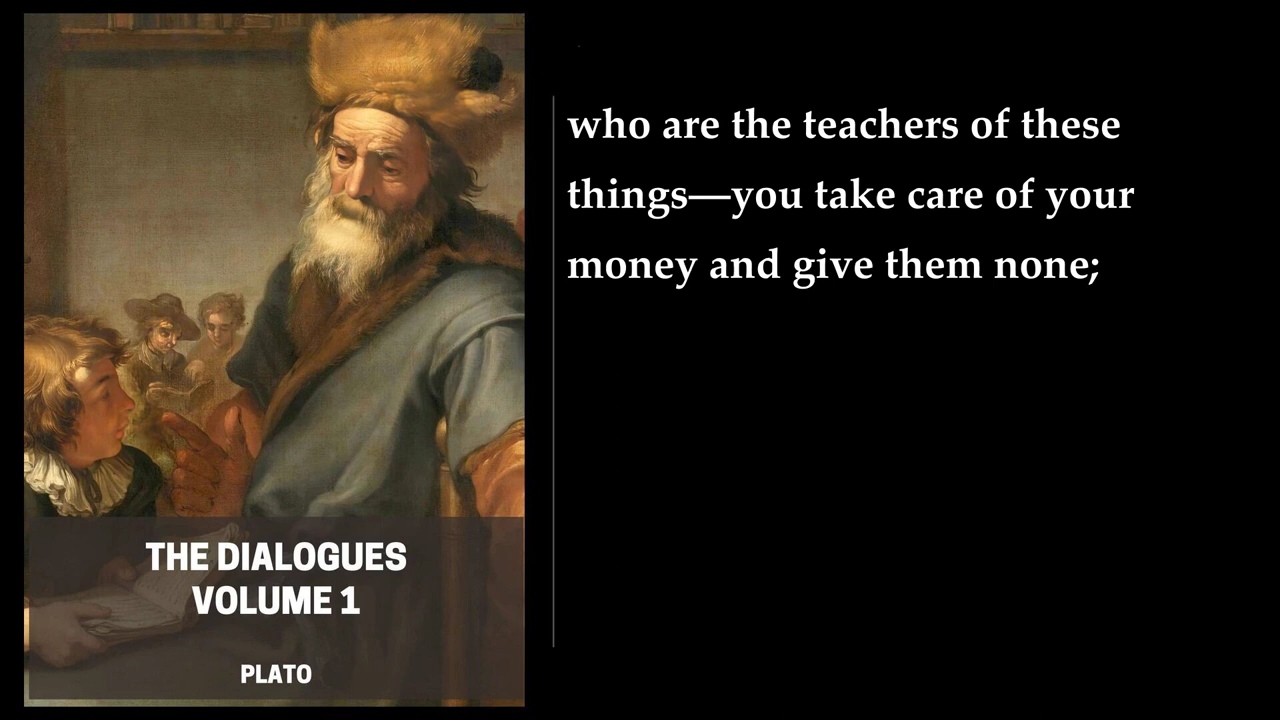 who are the teachers of these
things—you take care of your
money and give them none;
THE DIALOGUES
VOLUME 1
PLATO